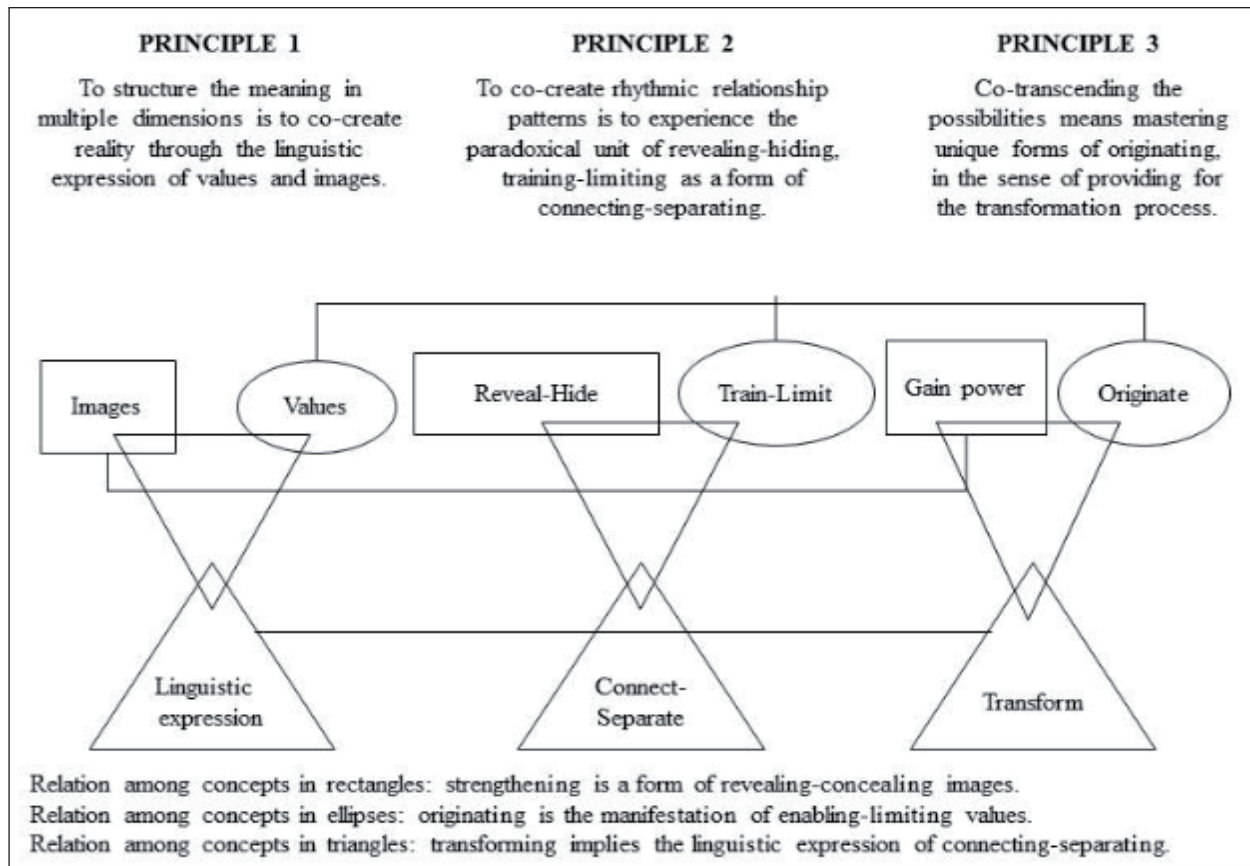 PRINCIPLE 1
To structure the meaning in
multiple dimensions is to co-create
reality through the linguistic
expression of values and images.
PRINCIPLE 2
To co-create rhythmic relationship
patterns is to experience the
paradoxical unit of revealing-hiding,
training-limiting as a form of
connecting-separating.
PRINCIPLE 3
Co-transcending the
possibilities means mastering
unique forms of originating,
in the sense of providing for
the transformation process.
Images
Values
Reveal-Hide
Train-Limit
Gain power
Originate
Linguistic
expression
Connect-
Separate
Transform
Relation among concepts in rectangles: strengthening is a form of revealing-concealing images.
Relation among concepts in ellipses: originating is the manifestation of enabling-limiting values.
Relation among concepts in triangles: transforming implies the linguistic expression of connecting-separating.